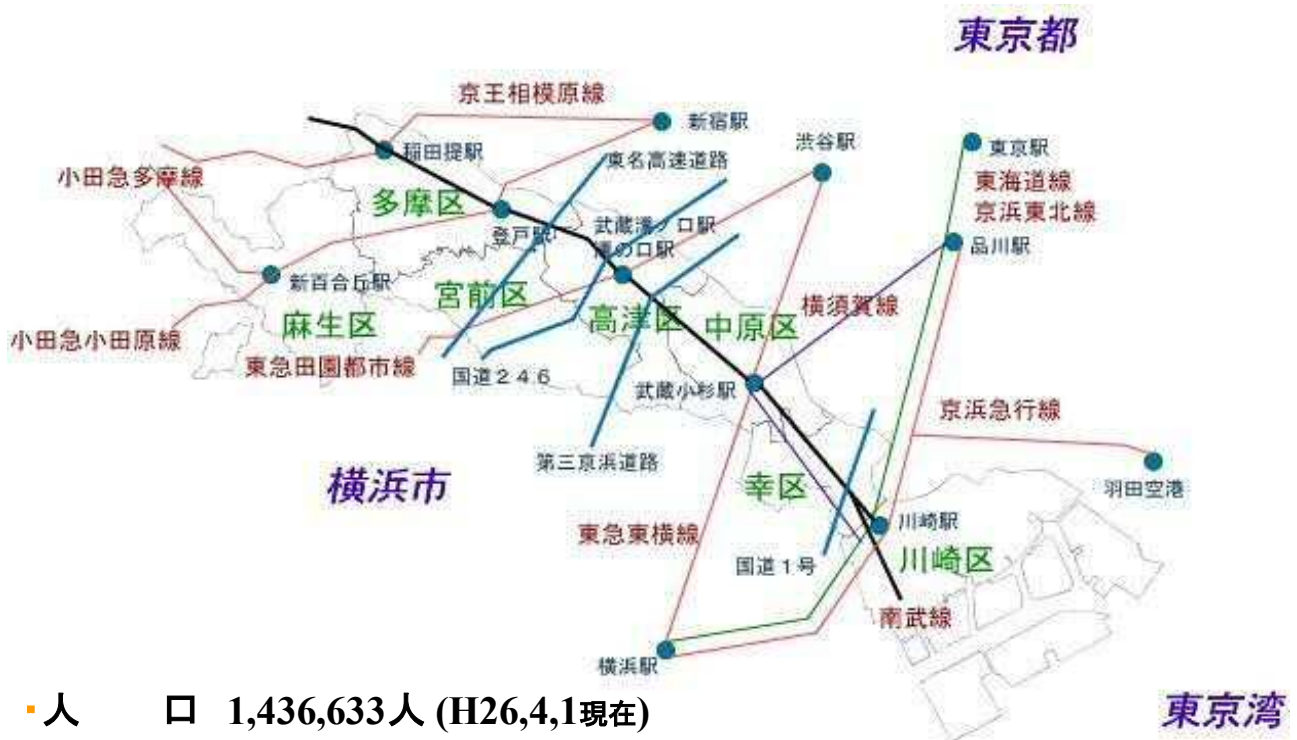 東京都
京王相模原線
新宿駅
渋谷駅
東京駅
稲田提駅
東名高速道路
小田急多摩線
東海道線
京浜東北線
多摩区
登戸駅
武蔵溝ノ口駅
溝のロ駅
品川駅
新百合丘駅
宮前区
高津区
中原区
横須賀線
麻生区
小田急小田原線
東急田園都市線
国道246
武蔵小杉駅
京浜急行線
第三京浜道路
横浜市
幸区
羽田空港
川崎駅
東急東横線
国道1号
川崎区
南武線
横浜駅
人 口 1,436,633人 (H26,4,1現在)
東京湾